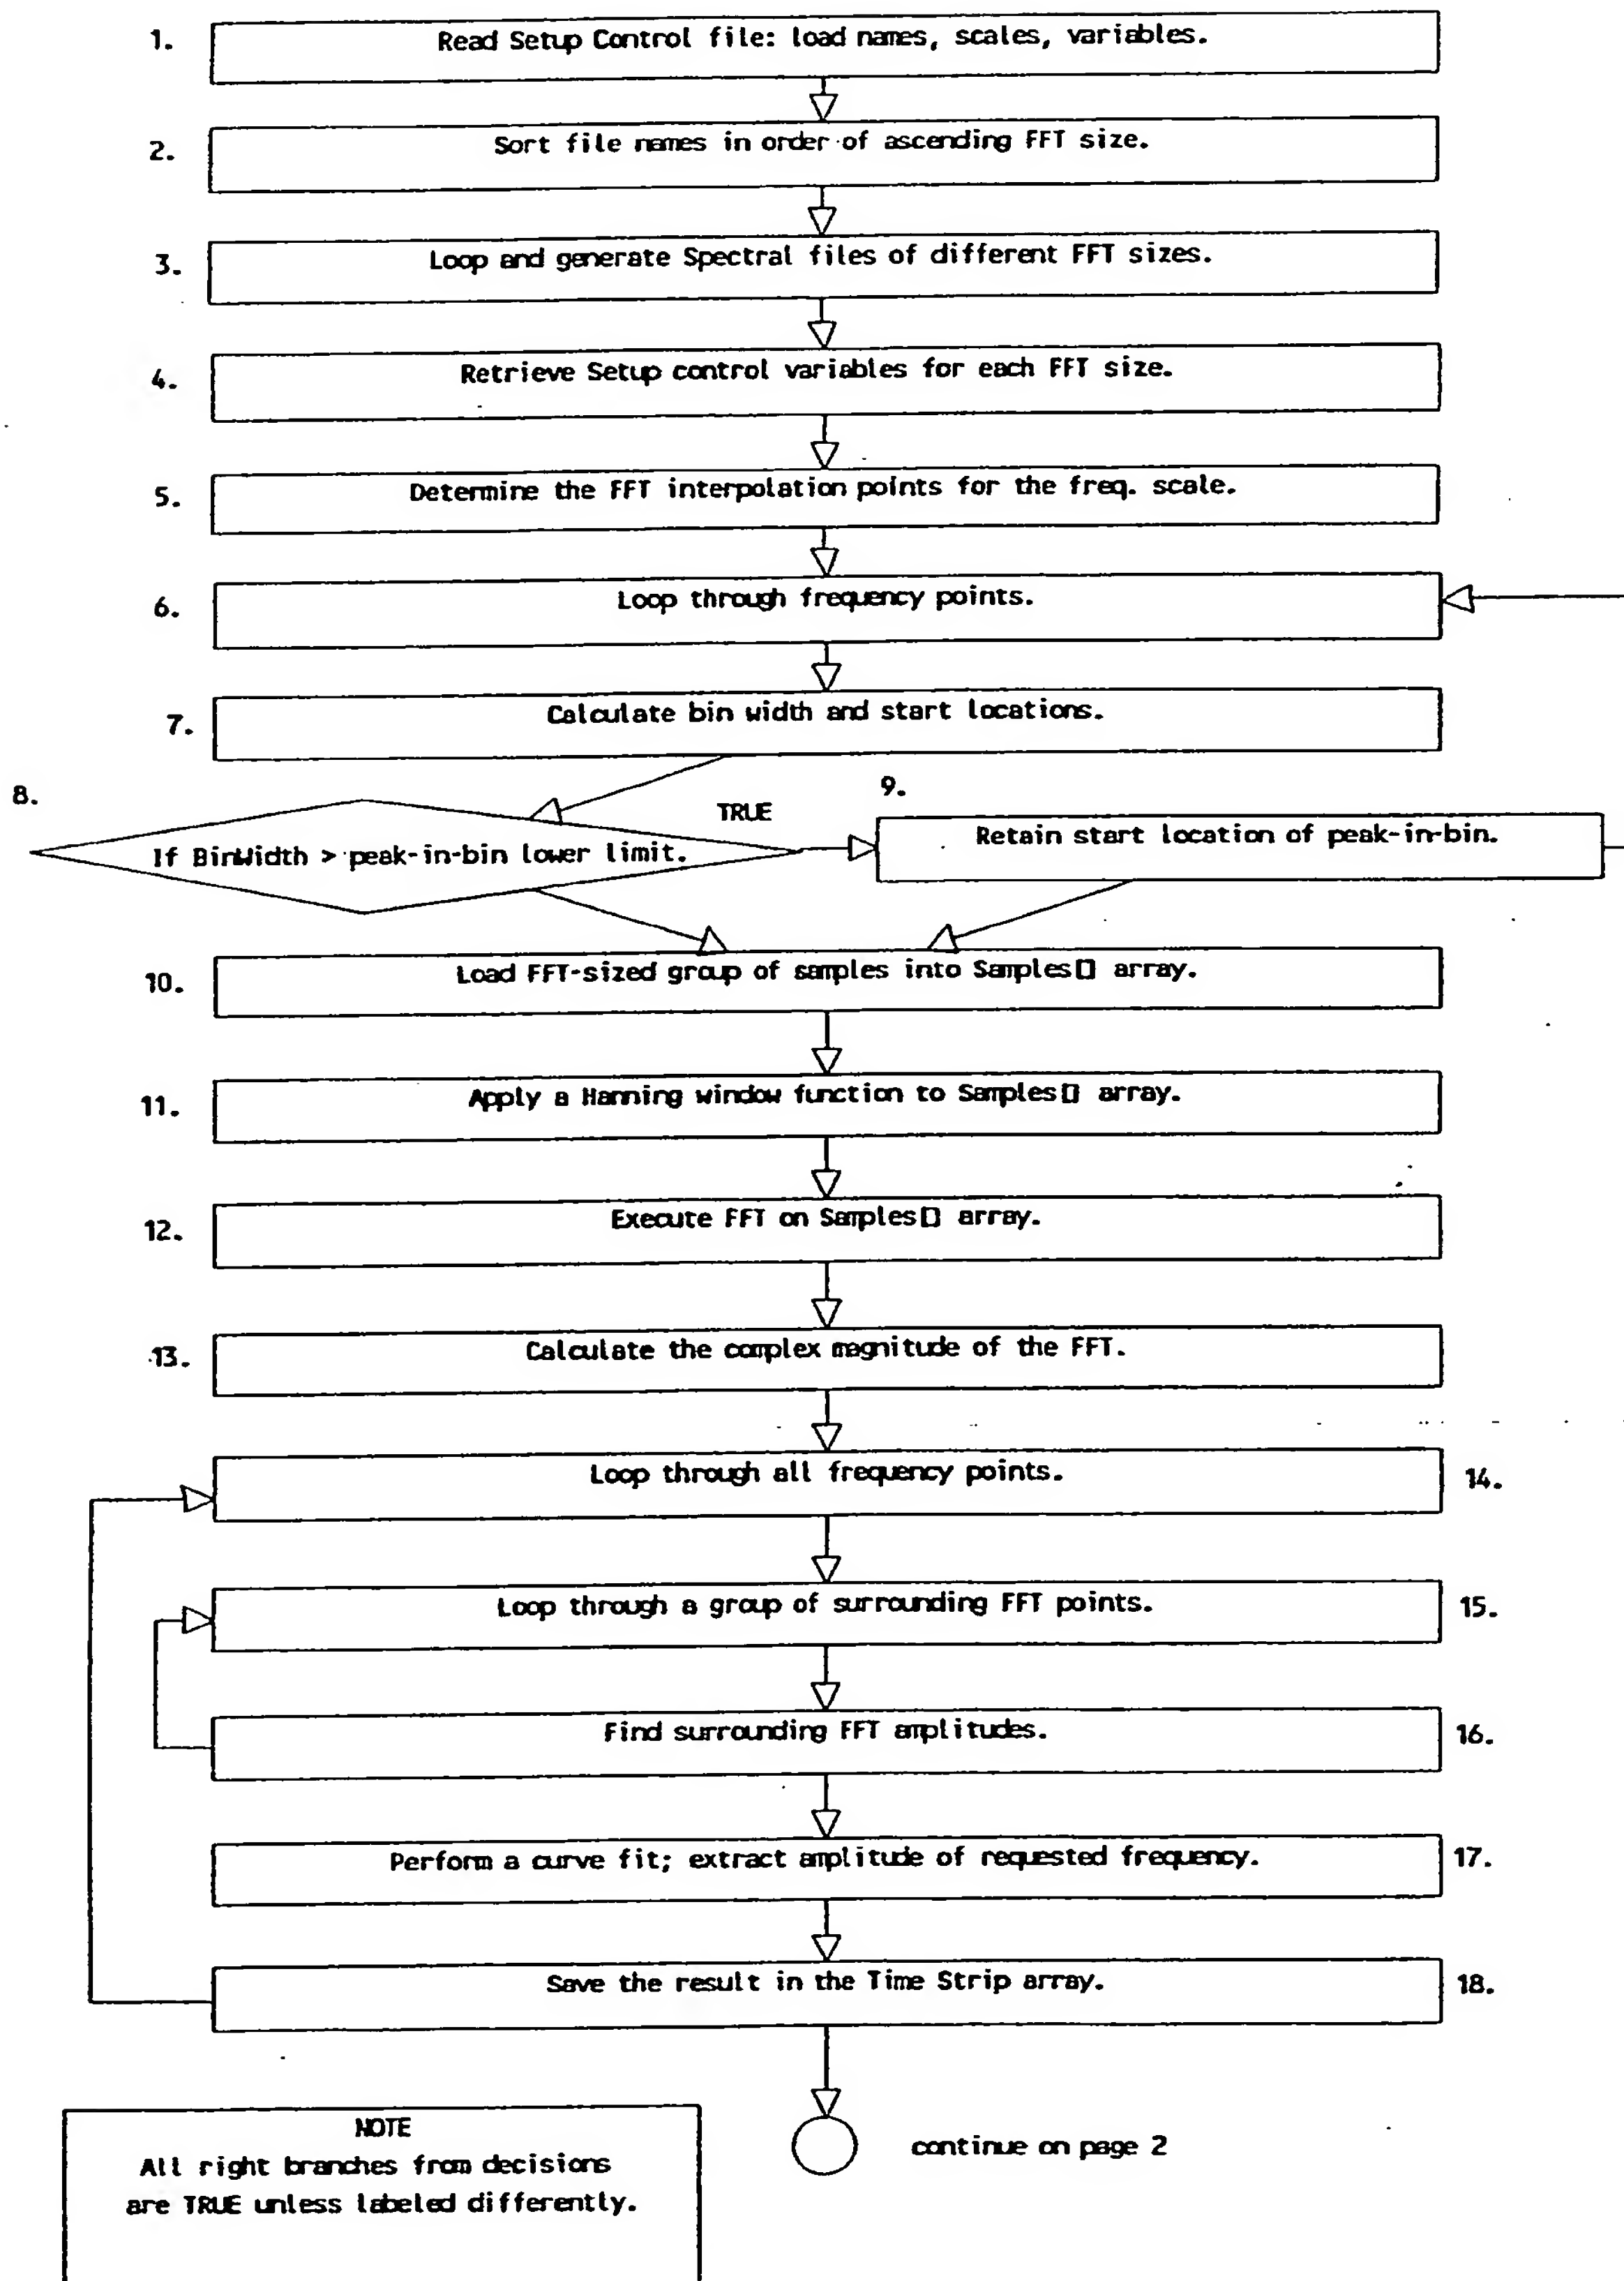 1. Read Setup Control file: load names, scales, variables.
2. Sort file names in order of ascending FFT size.
3. Loop and generate Spectral files of different FFT sizes.
4. Retrieve Setup control variables for each FFT size.
5. Determine the FFT interpolation points for the freq. scale.
6. Loop through frequency points.
7. Calculate bin width and start locations.
8. If BinWidth > peak-in-bin lower limit.
TRUE
9. Retain start location of peak-in-bin.
10. Load FFT-sized group of samples into Samples[] array.
11. Apply a Hanning window function to Samples[] array.
12. Execute FFT on Samples[] array.
13. Calculate the complex magnitude of the FFT.
Loop through all frequency points. 14.
Loop through a group of surrounding FFT points. 15.
Find surrounding FFT amplitudes. 16.
Perform a curve fit; extract amplitude of requested frequency. 17.
Save the result in the Time Strip array. 18.
continue on page 2
NOTE
All right branches from decisions
are TRUE unless labeled differently.